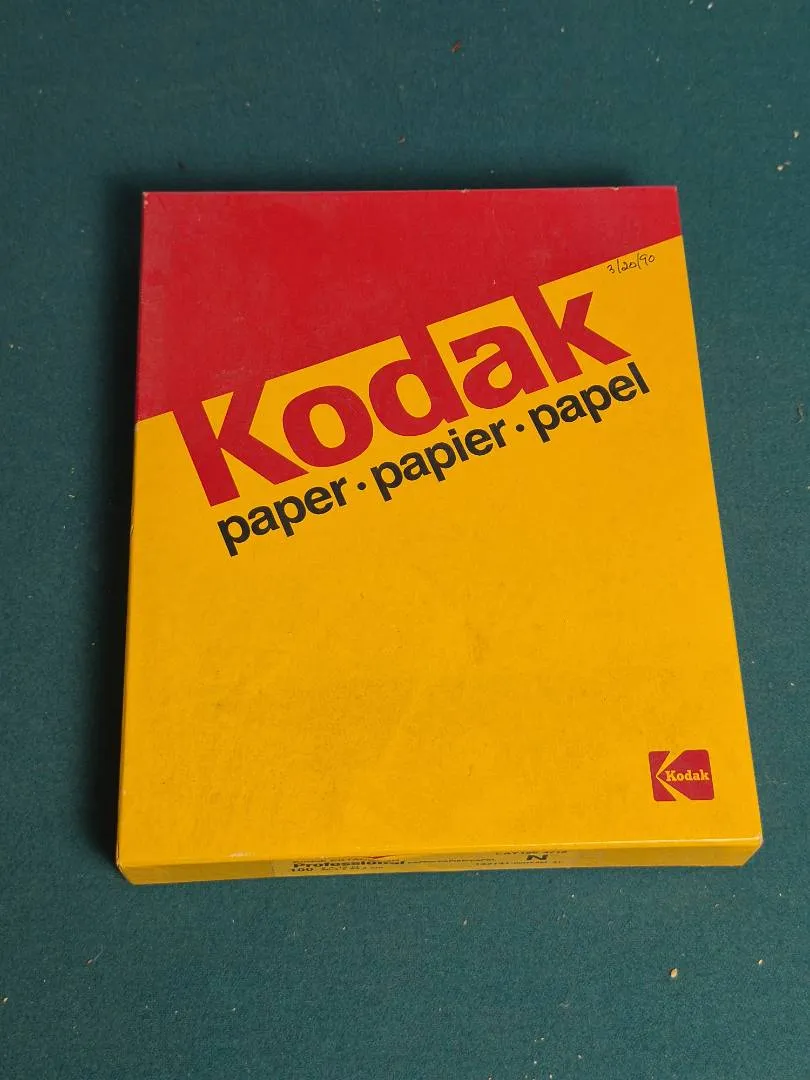 3/20/90
Kodak
paper · papier · papel
Kodak
Professional
N
100